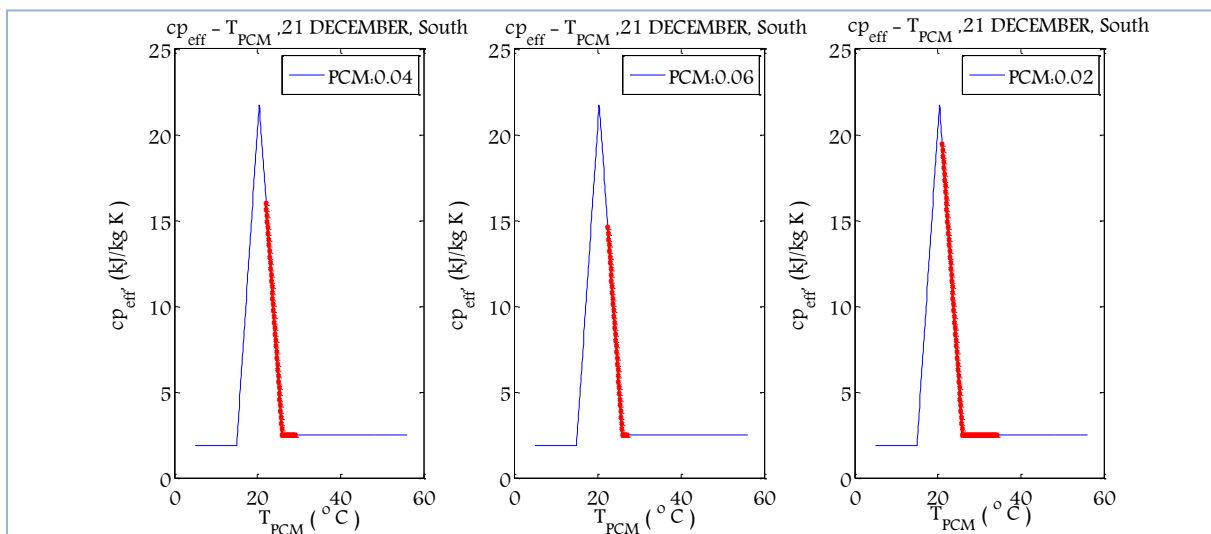 cp_eff - T_PCM ,21 DECEMBER, South
25
20
15
10
5
0
0 20 40 60
cp_eff, (kJ/kg K )
T_PCM ( ° C )
PCM:0.04
cp_eff - T_PCM ,21 DECEMBER, South
25
20
15
10
5
0
0 20 40 60
cp_eff, (kJ/kg K )
T_PCM ( ° C )
PCM:0.06
cp_eff - T_PCM ,21 DECEMBER, South
25
20
15
10
5
0
0 20 40 60
cp_eff, (kJ/kg K )
T_PCM ( ° C )
PCM:0.02